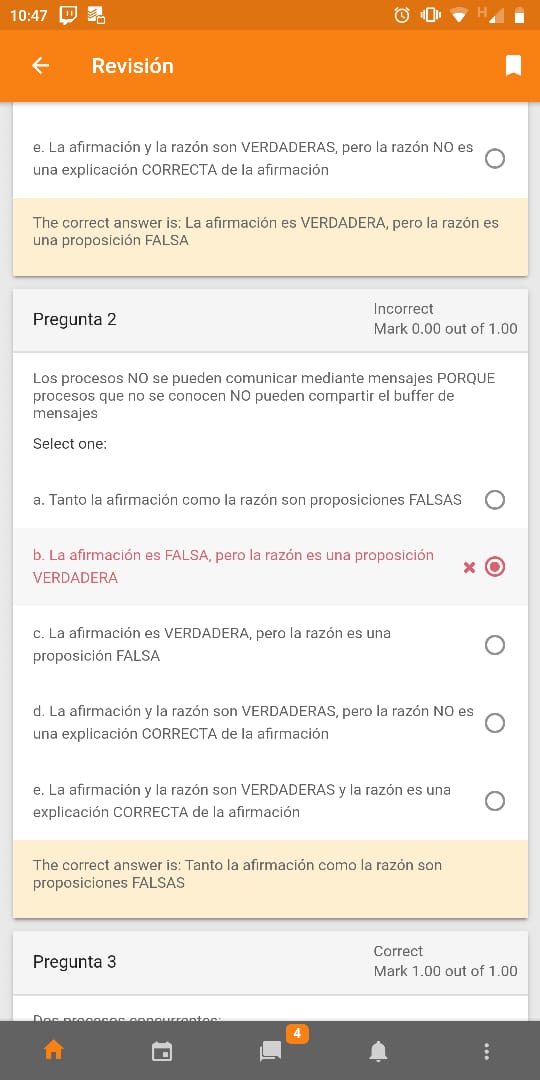 10:47
H
Revisión
e. La afirmación y la razón son VERDADERAS, pero la razón NO es
una explicación CORRECTA de la afirmación
The correct answer is: La afirmación es VERDADERA, pero la razón es
una proposición FALSA
Pregunta 2
Incorrect
Mark 0.00 out of 1.00
Los procesos NO se pueden comunicar mediante mensajes PORQUE
procesos que no se conocen NO pueden compartir el buffer de
mensajes
Select one:
a. Tanto la afirmación como la razón son proposiciones FALSAS
b. La afirmación es FALSA, pero la razón es una proposición
VERDADERA
c. La afirmación es VERDADERA, pero la razón es una
proposición FALSA
d. La afirmación y la razón son VERDADERAS, pero la razón NO es
una explicación CORRECTA de la afirmación
e. La afirmación y la razón son VERDADERAS y la razón es una
explicación CORRECTA de la afirmación
The correct answer is: Tanto la afirmación como la razón son
proposiciones FALSAS
Pregunta 3
Correct
Mark 1.00 out of 1.00
Dos procesos concurrentes:
4